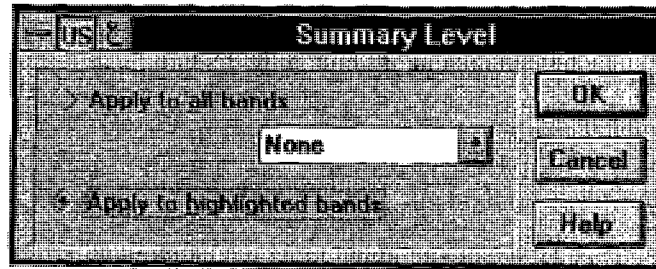 Summary Level
Apply to all bands
OK
None
Cancel
Apply to highlighted bands
Help